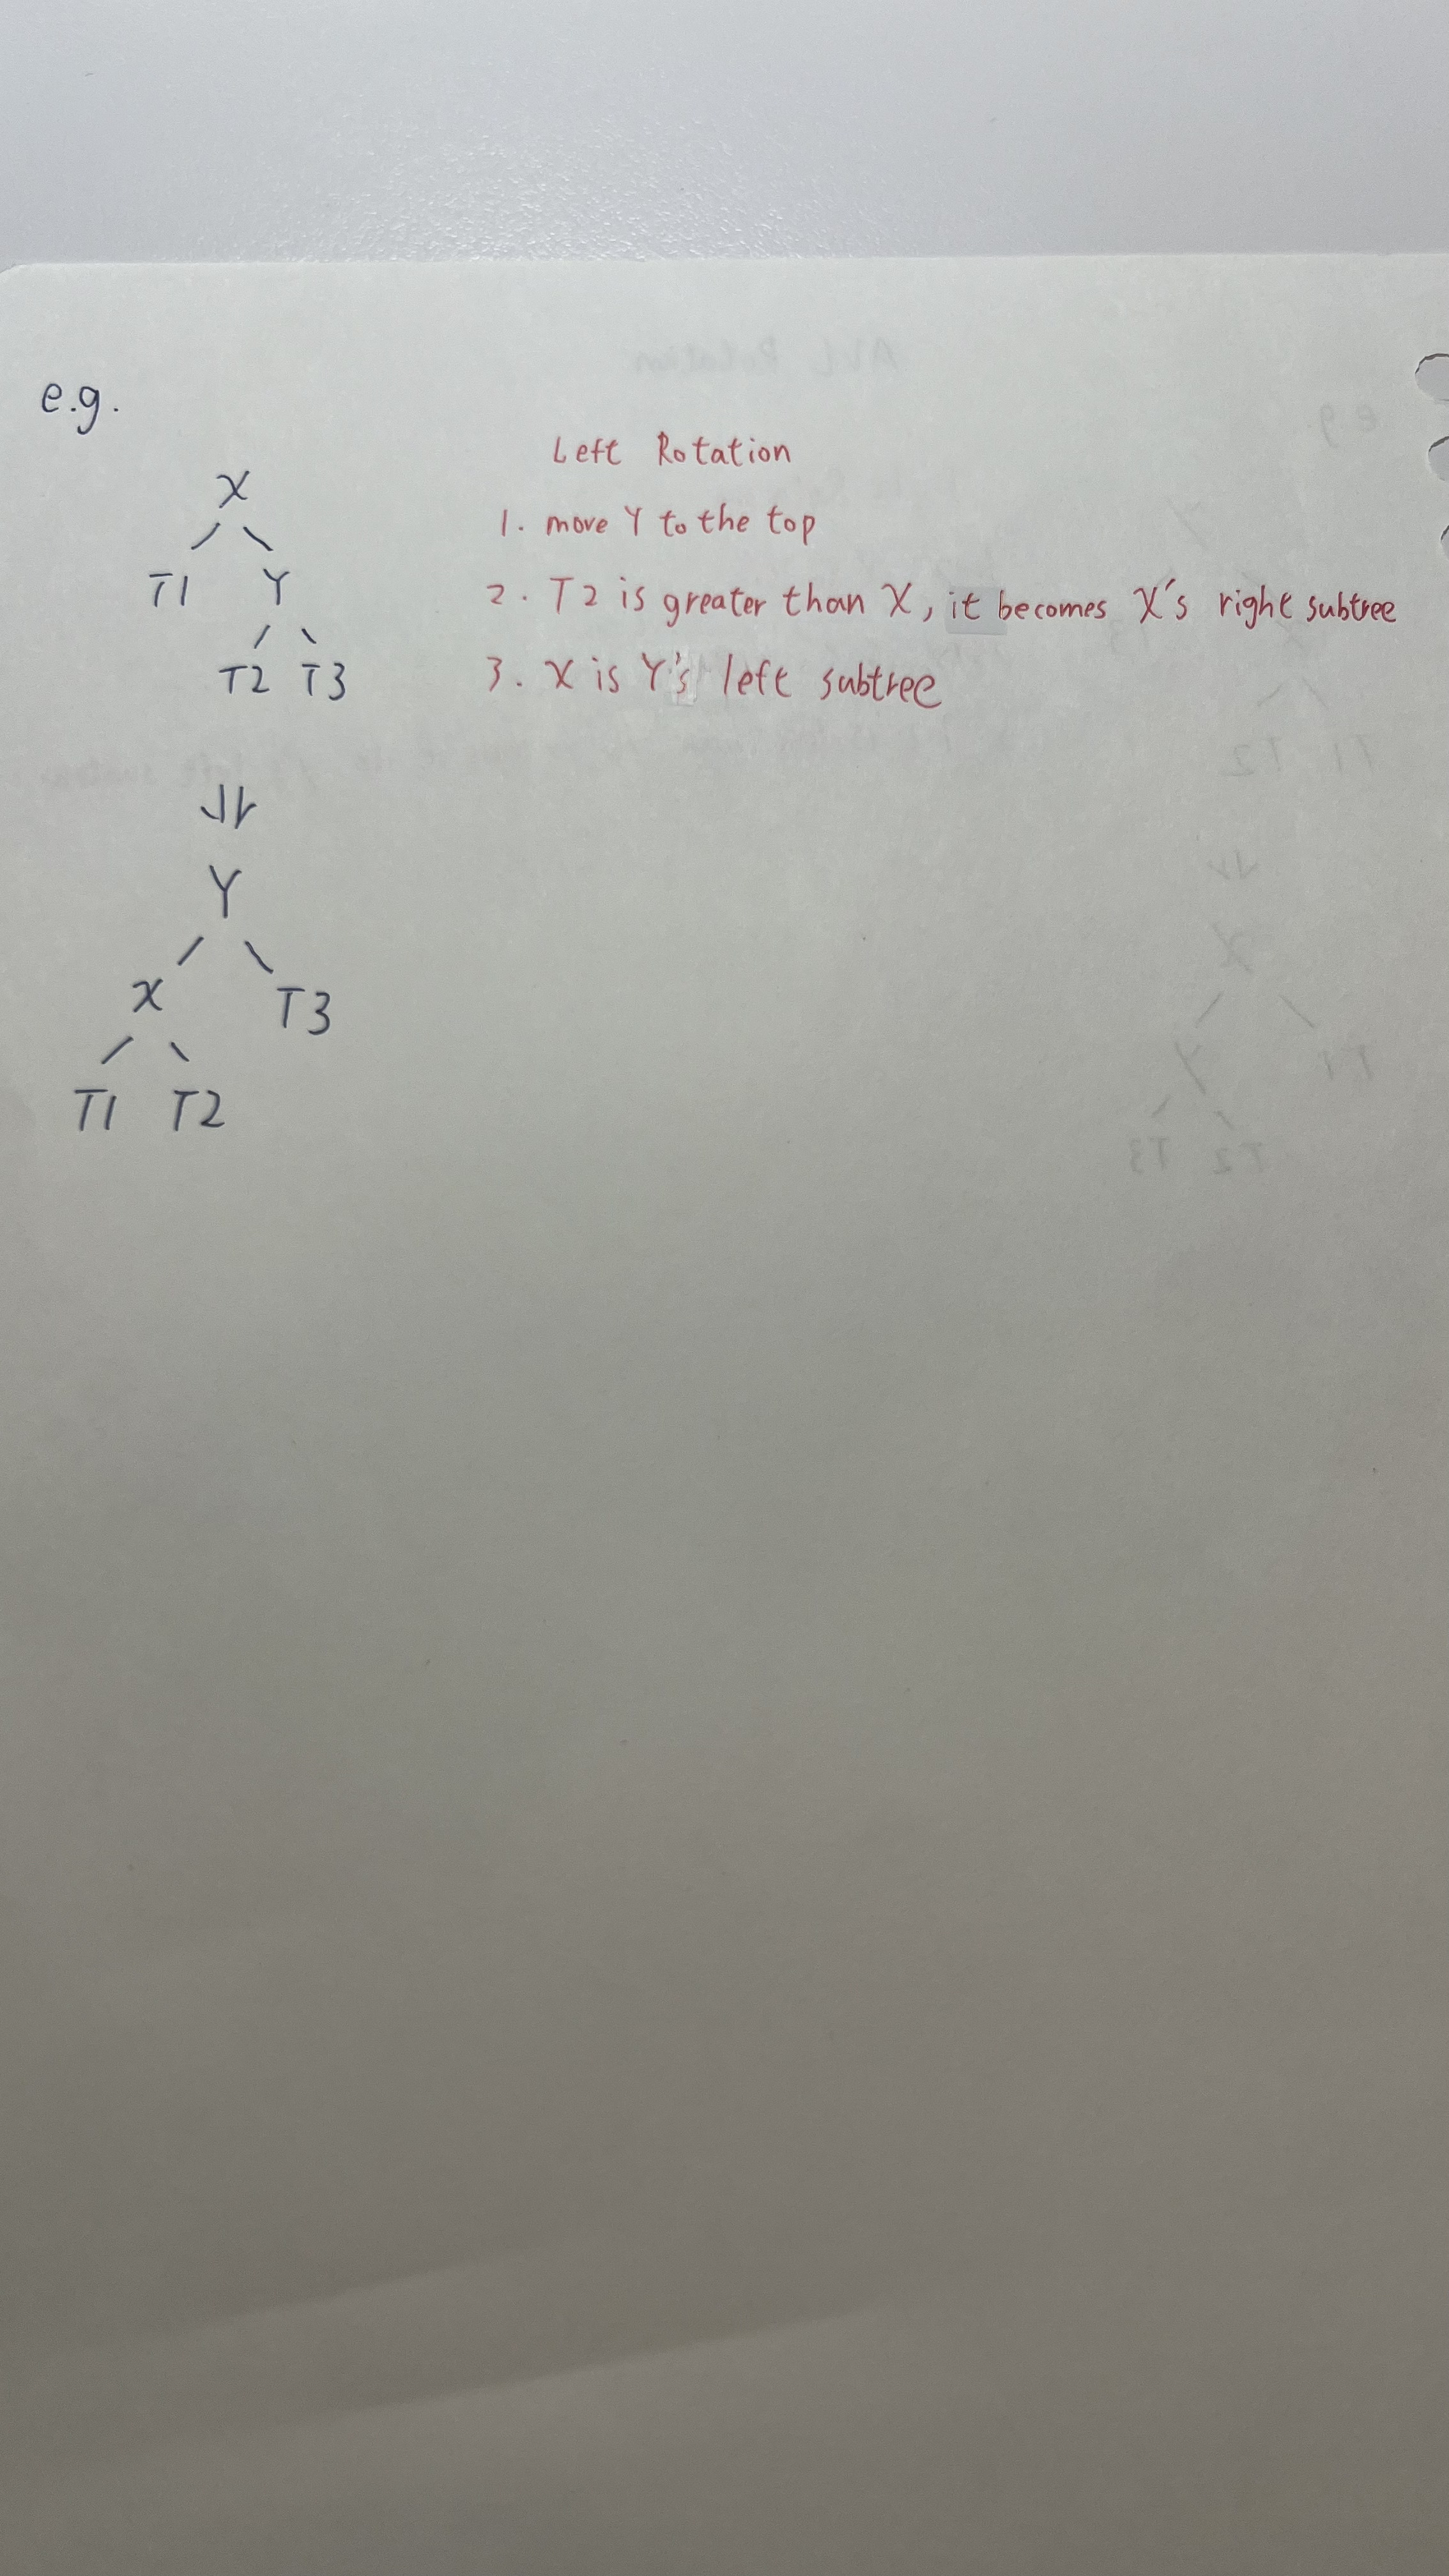 e.g.
X
T1 Y
T2 T3
Left Rotation
1. move Y to the top
2. T2 is greater than X, it becomes X's right subtree
3. X is Y's left subtree
Y
X T3
T1 T2